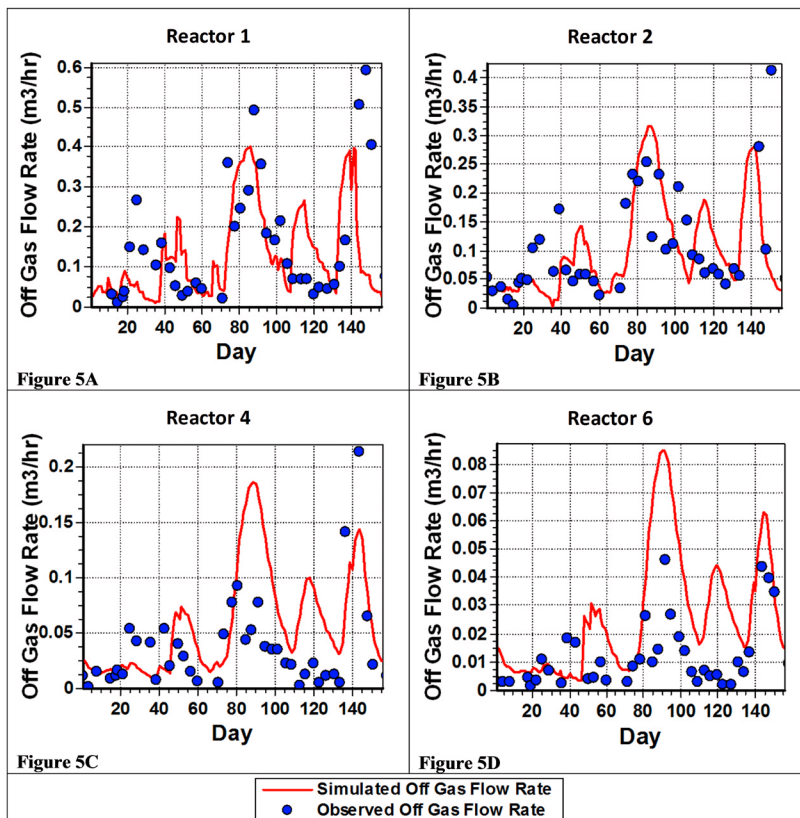 Reactor 1
Off Gas Flow Rate (m3/hr)
0.6
0.5
0.4
0.3
0.2
0.1
0
20 40 60 80 100 120 140
Day
Figure 5A
Reactor 2
Off Gas Flow Rate (m3/hr)
0.4
0.35
0.3
0.25
0.2
0.15
0.1
0.05
0
20 40 60 80 100 120 140
Day
Figure 5B
Reactor 4
Off Gas Flow Rate (m3/hr)
0.2
0.15
0.1
0.05
0
20 40 60 80 100 120 140
Day
Figure 5C
Reactor 6
Off Gas Flow Rate (m3/hr)
0.08
0.07
0.06
0.05
0.04
0.03
0.02
0.01
0
20 40 60 80 100 120 140
Day
Figure 5D
Simulated Off Gas Flow Rate
Observed Off Gas Flow Rate